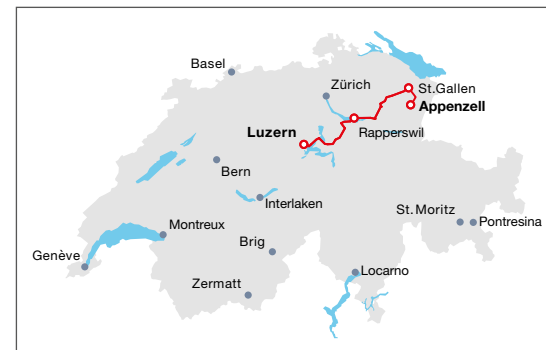 Basel
Zürich
St.Gallen
Appenzell
Luzern
Rapperswil
Bern
Interlaken
St. Moritz
Pontresina
Montreux
Brig
Genève
Locarno
Zermatt